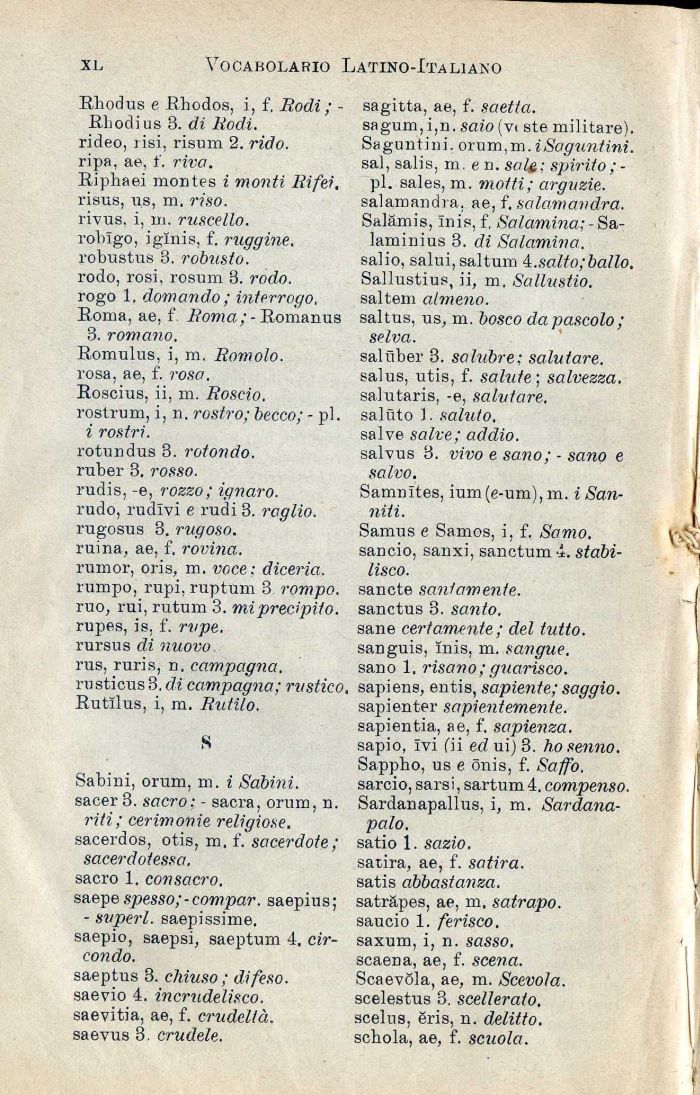 XL
VOCABOLARIO LATINO-ITALIANO
Rhodus e Rhodos, i, f. Rodi; -
Rhodius 3. di Rodi.
rideo, risi, risum 2. rido.
ripa, ae, f. riva.
Riphaei montes i monti Rifei.
risus, us, m. riso.
rivus, i, m. ruscello.
robīgo, igĭnis, f. ruggine.
robustus 3. robusto.
rodo, rosi, rosum 3. rodo.
rogo 1. domando; interrogo.
Roma, ae, f. Roma; - Romanus
3. romano.
Romulus, i, m. Romolo.
rosa, ae, f. rosa.
Roscius, ii, m. Roscio.
rostrum, i, n. rostro; becco; - pl.
i rostri.
rotundus 3. rotondo.
ruber 3. rosso.
rudis, -e, rozzo; ignaro.
rudo, rudīvi e rudi 3. raglio.
rugosus 3. rugoso.
ruina, ae, f. rovina.
rumor, oris, m. voce; diceria.
rumpo, rupi, ruptum 3. rompo.
ruo, rui, rutum 3. mi precipito.
rupes, is, f. rupe.
rursus di nuovo.
rus, ruris, n. campagna.
rusticus 3. di campagna; rustico.
Rutĭlus, i, m. Rutilo.
S
Sabini, orum, m. i Sabini.
sacer 3. sacro; - sacra, orum, n.
riti; cerimonie religiose.
sacerdos, otis, m. f. sacerdote;
sacerdotessa.
sacro 1. consacro.
saepe spesso; - compar. saepius;
- superl. saepissime.
saepio, saepsi, saeptum 4. cir-
condo.
saeptus 3. chiuso; difeso.
saevio 4. incrudelisco.
saevitia, ae, f. crudeltà.
saevus 3. crudele.
sagitta, ae, f. saetta.
sagum, i, n. saio (veste militare).
Saguntini, orum, m. i Saguntini.
sal, salis, m. e n. sale; spirito; -
pl. sales, m. motti; arguzie.
salamandra, ae, f. salamandra.
Salămis, īnis, f. Salamina; - Sa-
laminius 3. di Salamina.
salio, salui, saltum 4. salto; ballo.
Sallustius, ii, m. Sallustio.
saltem almeno.
saltus, us, m. bosco da pascolo;
selva.
salūber 3. salubre; salutare.
salus, utis, f. salute; salvezza.
salutaris, -e, salutare.
salūto 1. saluto.
salve salve; addio.
salvus 3. vivo e sano; - sano e
salvo.
Samnītes, ium (e-um), m. i San-
niti.
Samus e Samos, i, f. Samo.
sancio, sanxi, sanctum 4. stabi-
lisco.
sancte santamente.
sanctus 3. santo.
sane certamente; del tutto.
sanguis, ĭnis, m. sangue.
sano 1. risano; guarisco.
sapiens, entis, sapiente; saggio.
sapienter sapientemente.
sapientia, ae, f. sapienza.
sapio, īvi (ii ed ui) 3. ho senno.
Sappho, us e ōnis, f. Saffo.
sarcio, sarsi, sartum 4. compenso.
Sardanapallus, i, m. Sardana-
palo.
satio 1. sazio.
satira, ae, f. satira.
satis abbastanza.
satrăpes, ae, m. satrapo.
saucio 1. ferisco.
saxum, i, n. sasso.
scaena, ae, f. scena.
Scaevŏla, ae, m. Scevola.
scelestus 3. scellerato.
scelus, ĕris, n. delitto.
schola, ae, f. scuola.